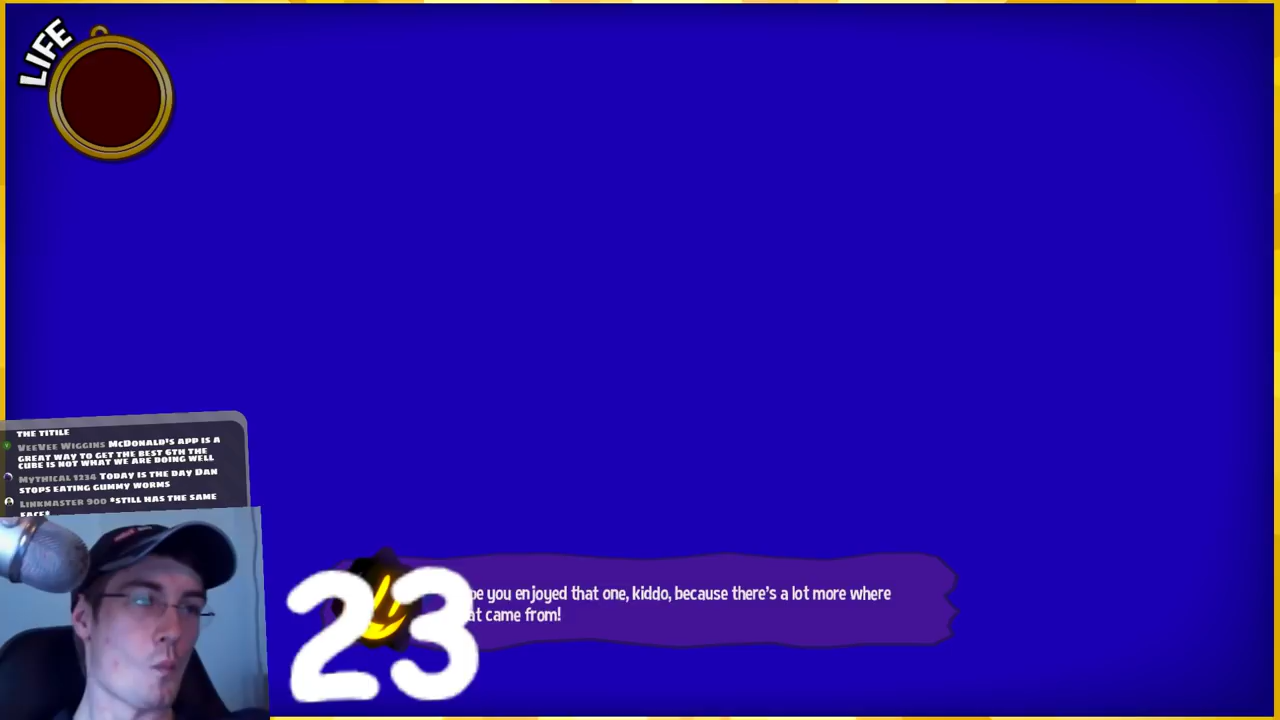 LIFE
THE TITILE
VEEVEE WIGGINS MCDONALD'S APP IS A
GREAT WAY TO GET THE BEST 6TH THE
CUBE IS NOT WHAT WE ARE DOING WELL
MYTHICAL 1234 TODAY IS THE DAY DAN
STOPS EATING GUMMY WORMS
LINKMASTER 900 *STILL HAS THE SAME
FACE*
you enjoyed that one, kiddo, because there's a lot more where
came from!
23